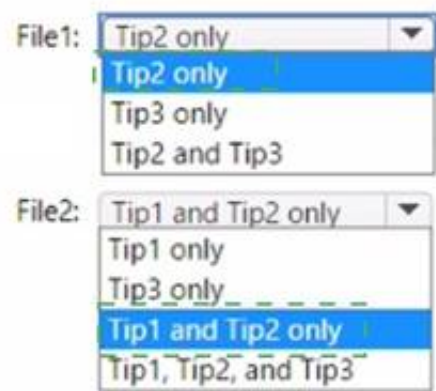 File1: Tip2 only
Tip2 only
Tip3 only
Tip2 and Tip3
File2: Tip1 and Tip2 only
Tip1 only
Tip3 only
Tip1 and Tip2 only
Tip1, Tip2, and Tip3